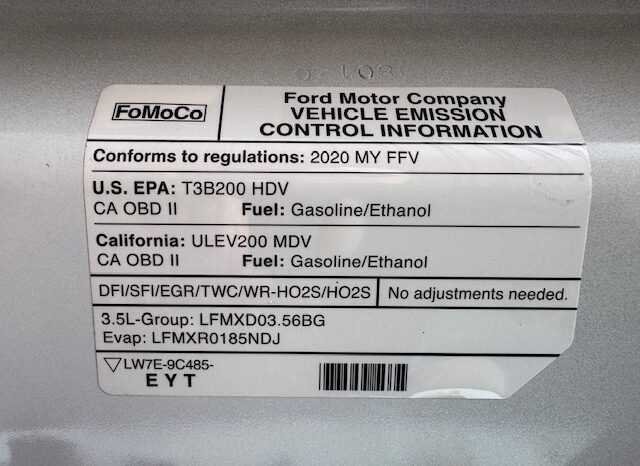 FoMoCo
Ford Motor Company
VEHICLE EMISSION
CONTROL INFORMATION
Conforms to regulations: 2020 MY FFV
U.S. EPA: T3B200 HDV
CA OBD II Fuel: Gasoline/Ethanol
California: ULEV200 MDV
CA OBD II Fuel: Gasoline/Ethanol
DFI/SFI/EGR/TWC/WR-HO2S/HO2S No adjustments needed.
3.5L-Group: LFMXD03.56BG
Evap: LFMXR0185NDJ
▽LW7E-9C485-
E Y T